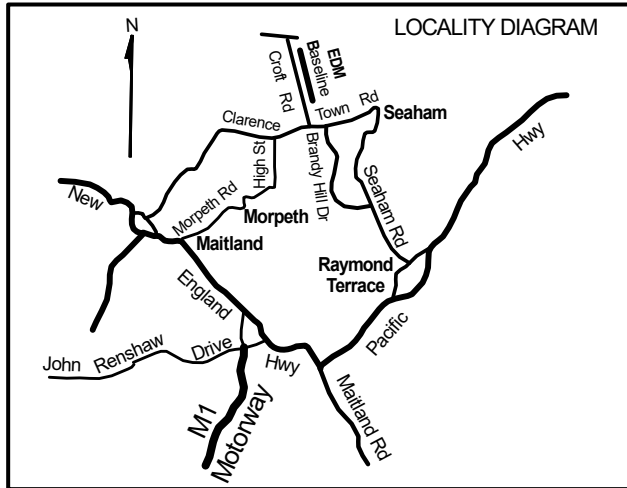 LOCALITY DIAGRAM
N
EDM
Baseline
Croft Rd
Clarence Town Rd
Seaham
High St
Brandy Hill Dr
Hwy
New
Morpeth Rd
Morpeth
Maitland
Seaham Rd
Raymond
Terrace
England
Pacific
John Renshaw Drive
Hwy
Maitland Rd
M1
Motorway